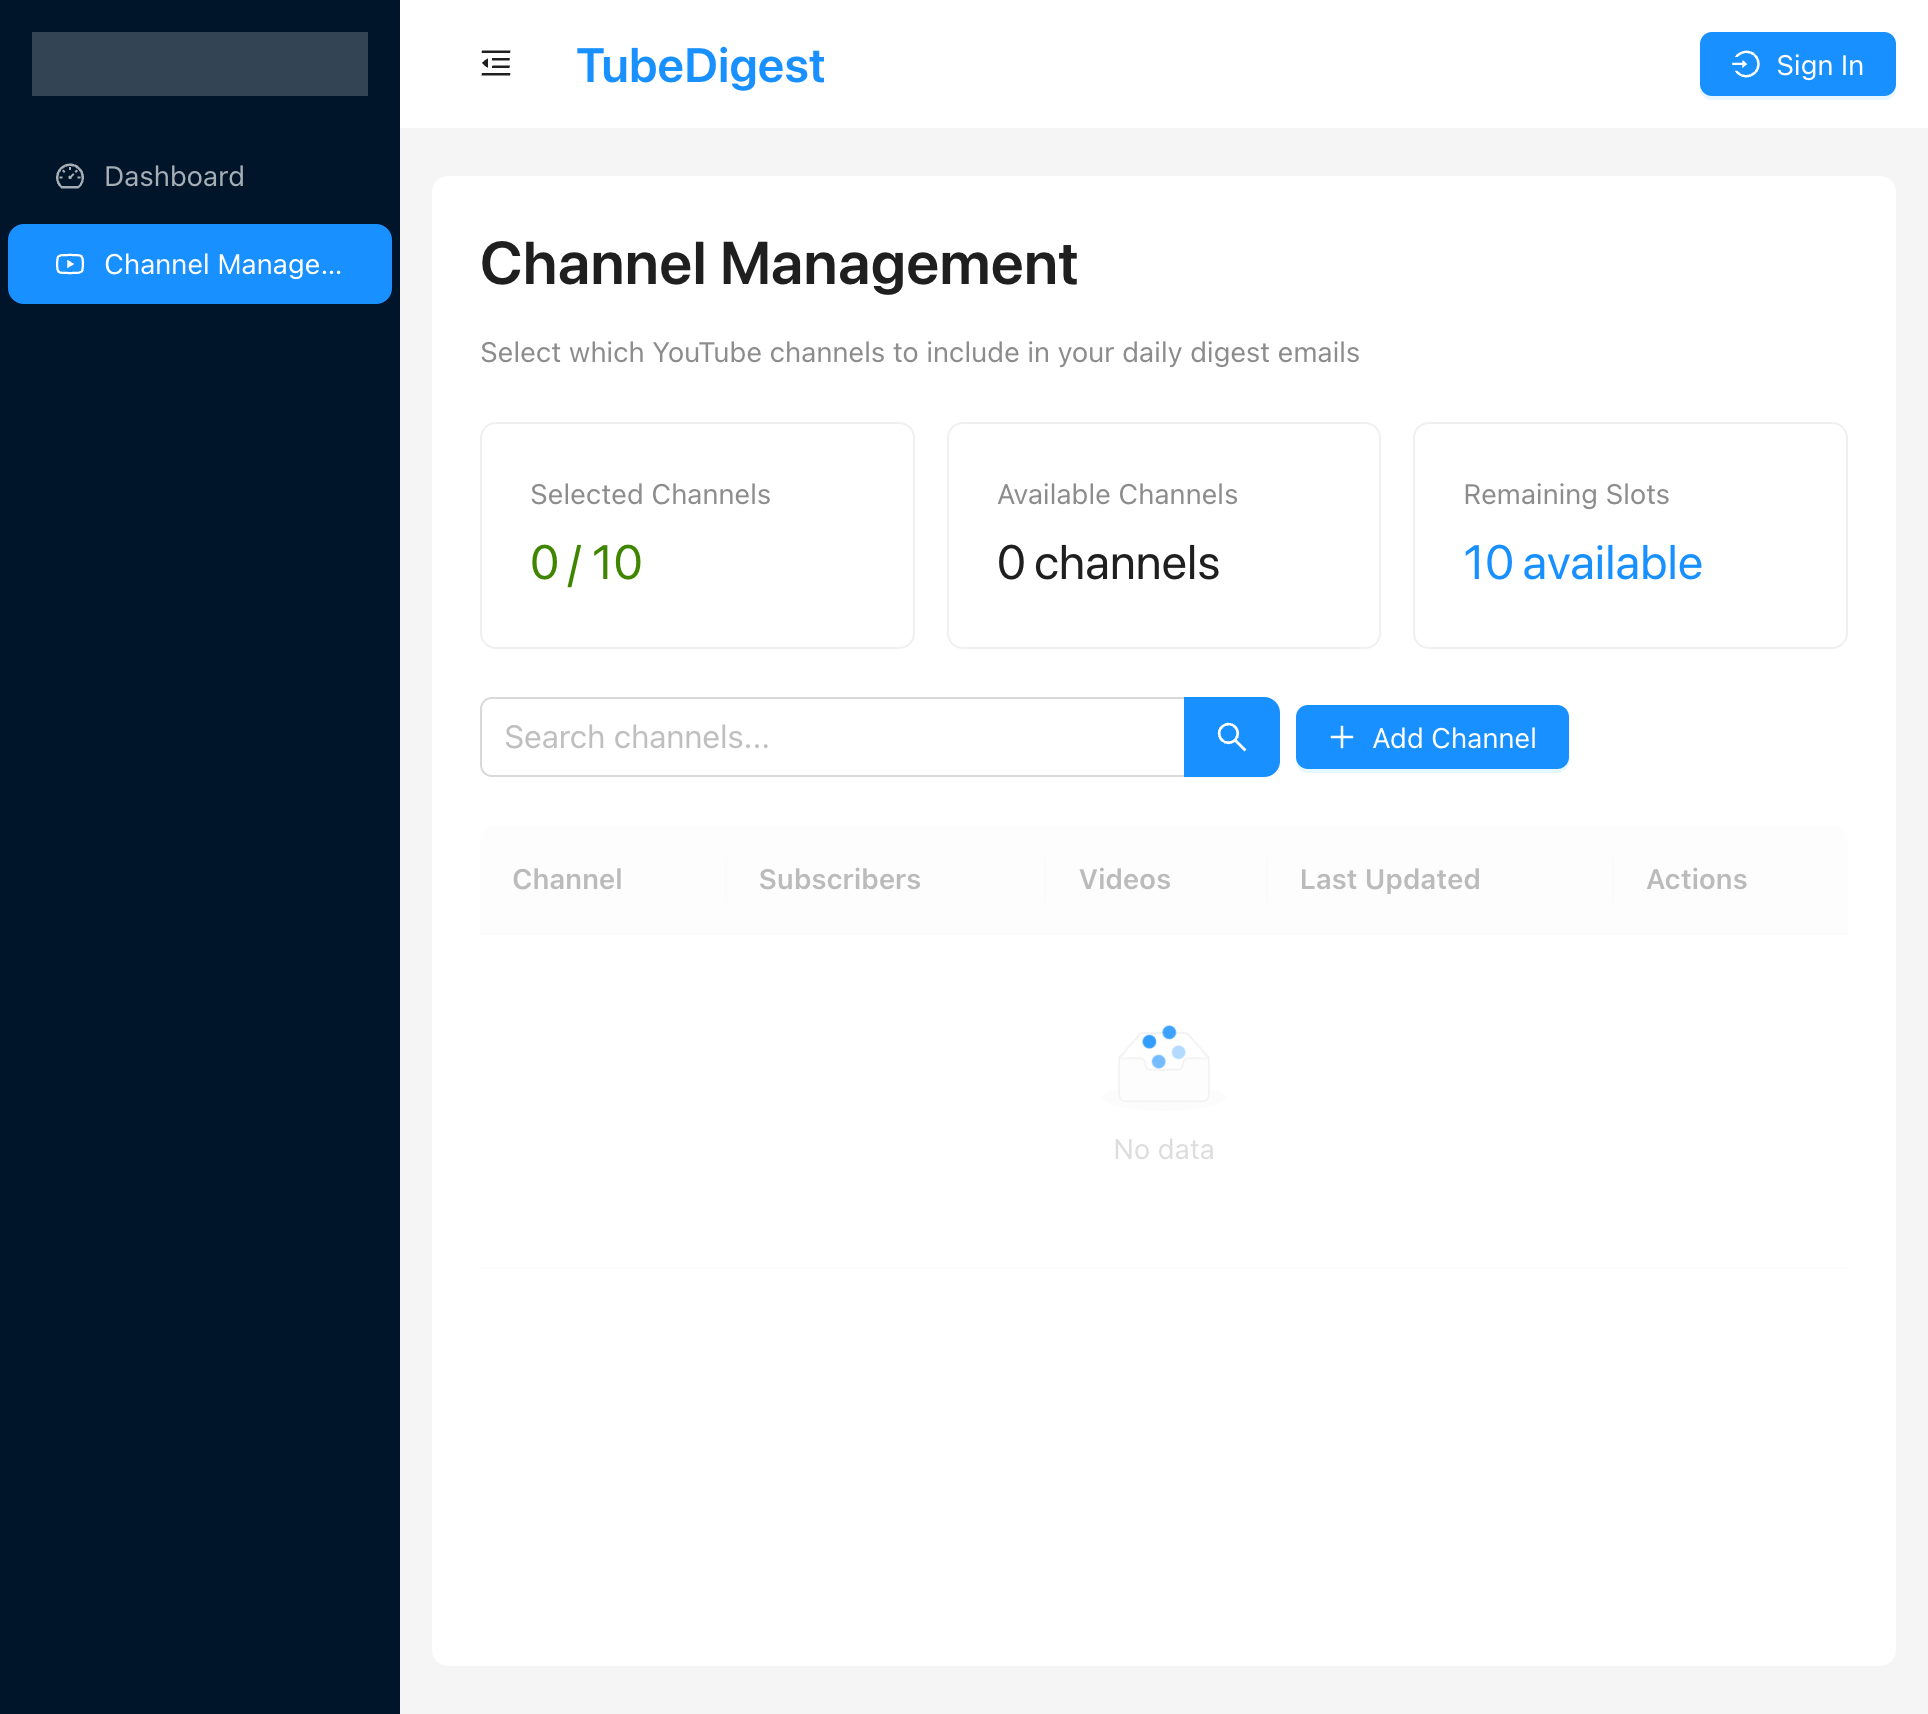 TubeDigest
Sign In
Dashboard
Channel Manage...
Channel Management
Select which YouTube channels to include in your daily digest emails
Selected Channels
0 / 10
Available Channels
0 channels
Remaining Slots
10 available
Search channels...
Add Channel
Channel Subscribers Videos Last Updated Actions
No data